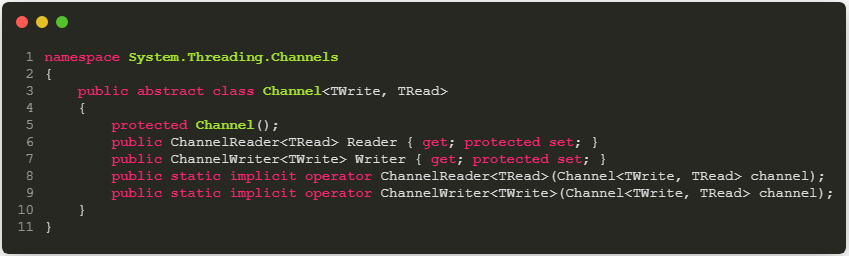 1 namespace System.Threading.Channels
2 {
3     public abstract class Channel<TWrite, TRead>
4     {
5         protected Channel();
6         public ChannelReader<TRead> Reader { get; protected set; }
7         public ChannelWriter<TWrite> Writer { get; protected set; }
8         public static implicit operator ChannelReader<TRead>(Channel<TWrite, TRead> channel);
9         public static implicit operator ChannelWriter<TWrite>(Channel<TWrite, TRead> channel);
10     }
11 }